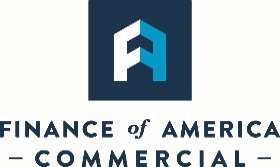 FINANCE of AMERICA
– COMMERCIAL –